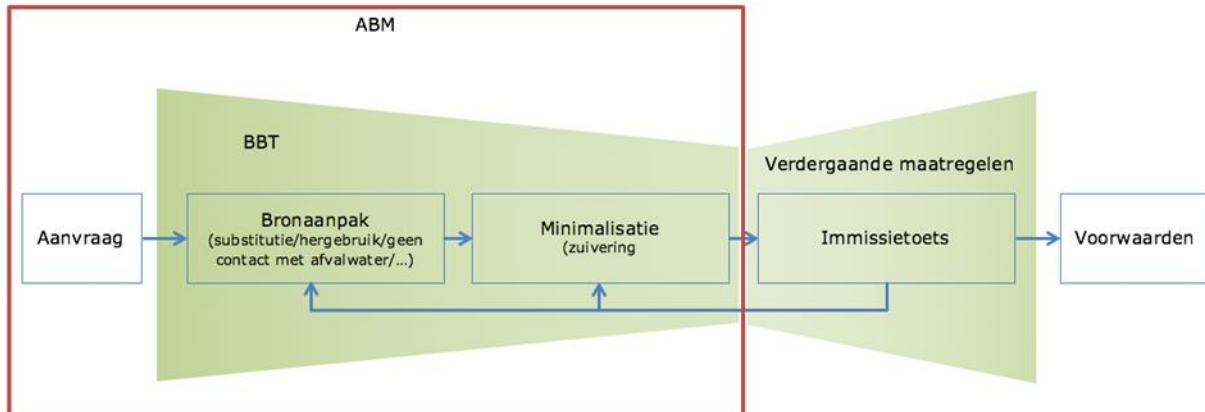 ABM
BBT
Verdergaande maatregelen
Aanvraag
Bronaanpak
(substitutie/hergebruik/geen
contact met afvalwater/...)
Minimalisatie
(zuivering
Immissietoets
Voorwaarden